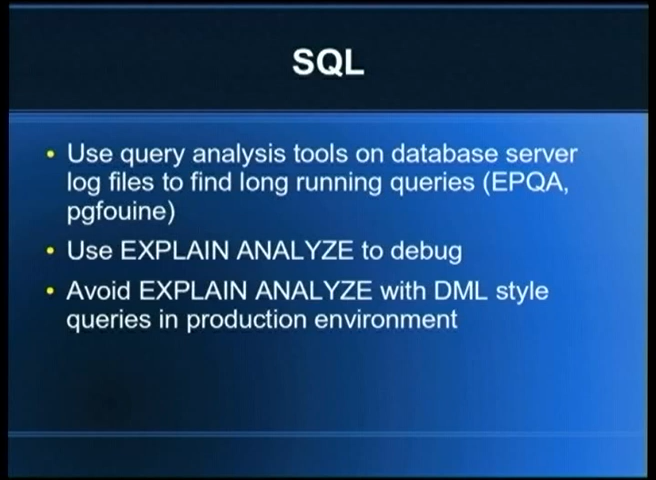 SQL
• Use query analysis tools on database server
log files to find long running queries (EPQA,
pgfouine)
• Use EXPLAIN ANALYZE to debug
• Avoid EXPLAIN ANALYZE with DML style
queries in production environment